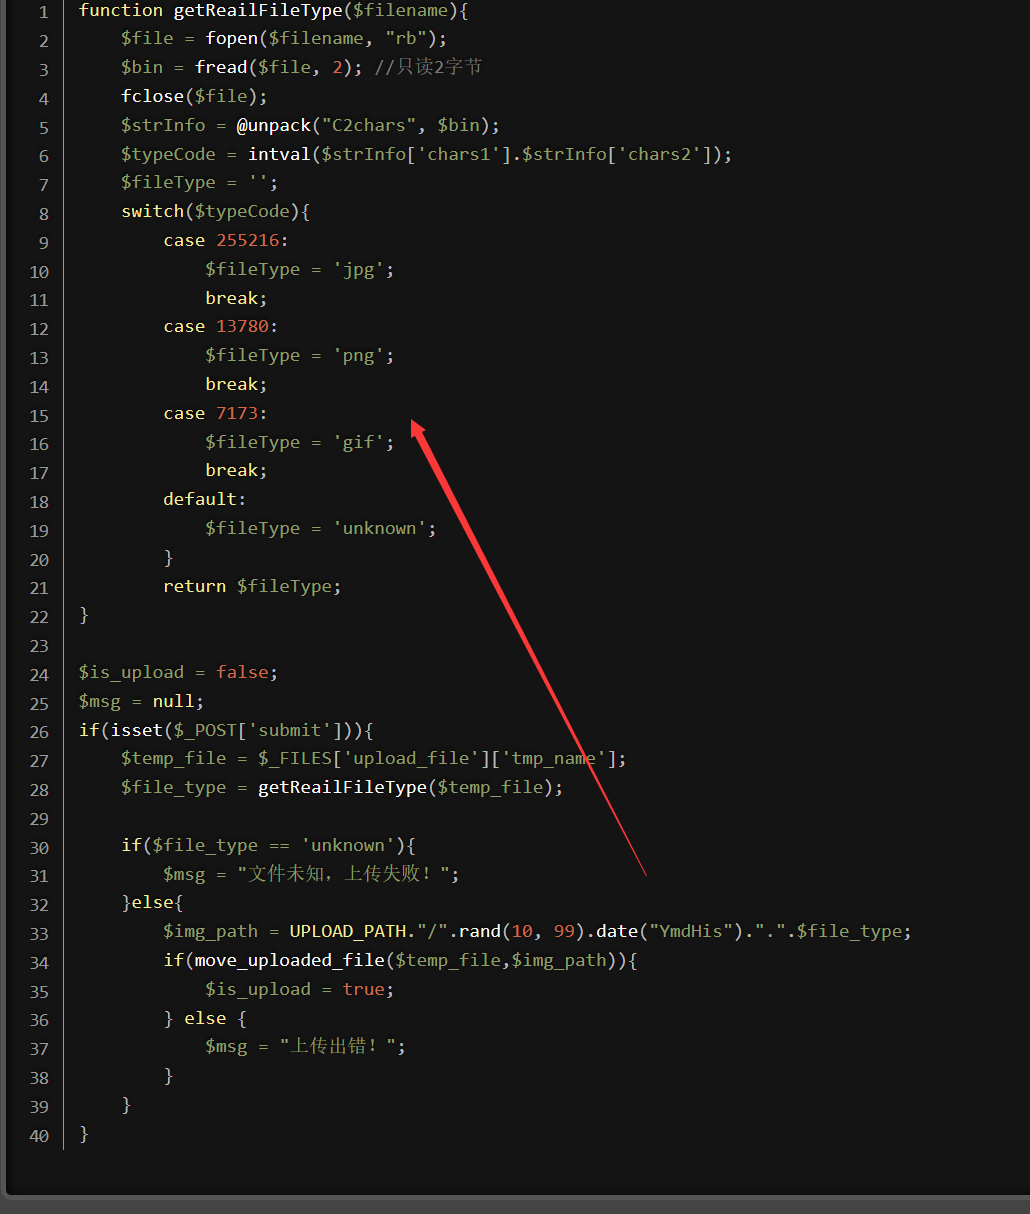 1 function getReailFileType($filename){
2 $file = fopen($filename, "rb");
3 $bin = fread($file, 2); //只读2字节
4 fclose($file);
5 $strInfo = @unpack("C2chars", $bin);
6 $typeCode = intval($strInfo['chars1'].$strInfo['chars2']);
7 $fileType = '';
8 switch($typeCode){
9 case 255216:
10 $fileType = 'jpg';
11 break;
12 case 13780:
13 $fileType = 'png';
14 break;
15 case 7173:
16 $fileType = 'gif';
17 break;
18 default:
19 $fileType = 'unknown';
20 }
21 return $fileType;
22 }
23
24 $is_upload = false;
25 $msg = null;
26 if(isset($_POST['submit'])){
27 $temp_file = $_FILES['upload_file']['tmp_name'];
28 $file_type = getReailFileType($temp_file);
29
30 if($file_type == 'unknown'){
31 $msg = "文件未知，上传失败！";
32 }else{
33 $img_path = UPLOAD_PATH."/".rand(10, 99).date("YmdHis").".".$file_type;
34 if(move_uploaded_file($temp_file,$img_path)){
35 $is_upload = true;
36 } else {
37 $msg = "上传出错！";
38 }
39 }
40 }